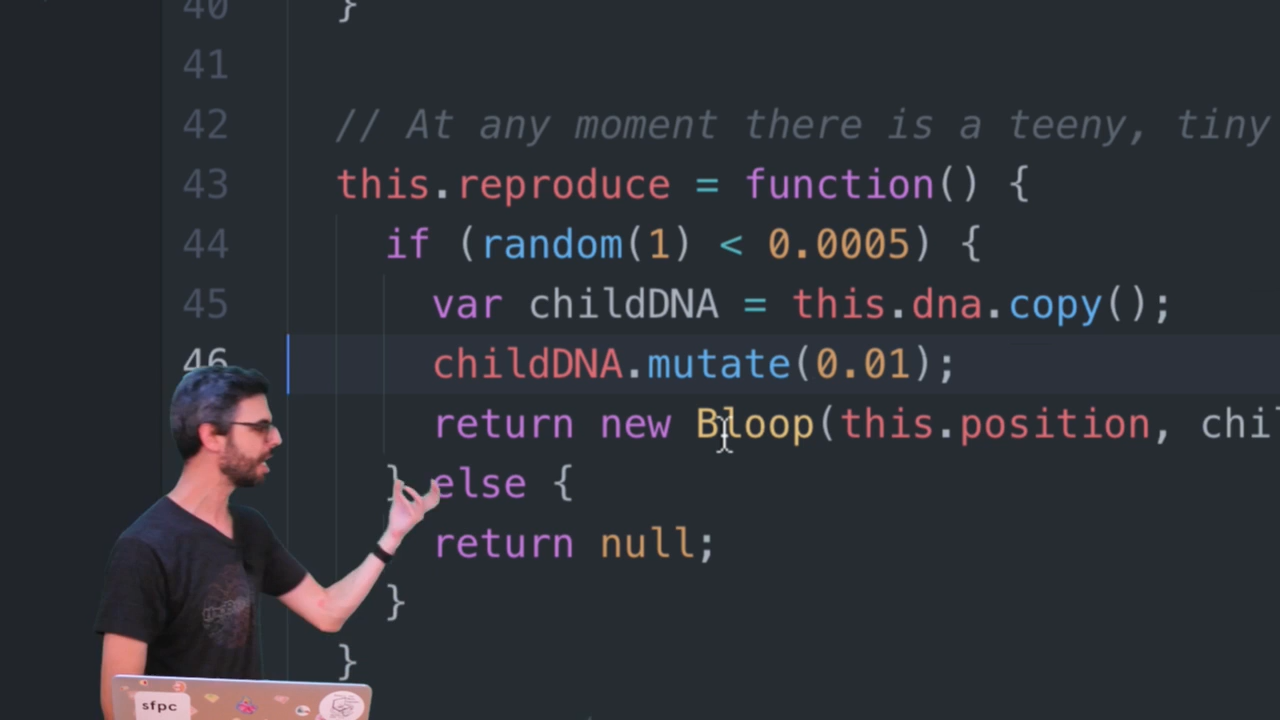 40 }
41
42 // At any moment there is a teeny, tiny
43 this.reproduce = function() {
44 if (random(1) < 0.0005) {
45 var childDNA = this.dna.copy();
46 childDNA.mutate(0.01);
return new Bloop(this.position, chi
} else {
return null;
}
}
sfpc